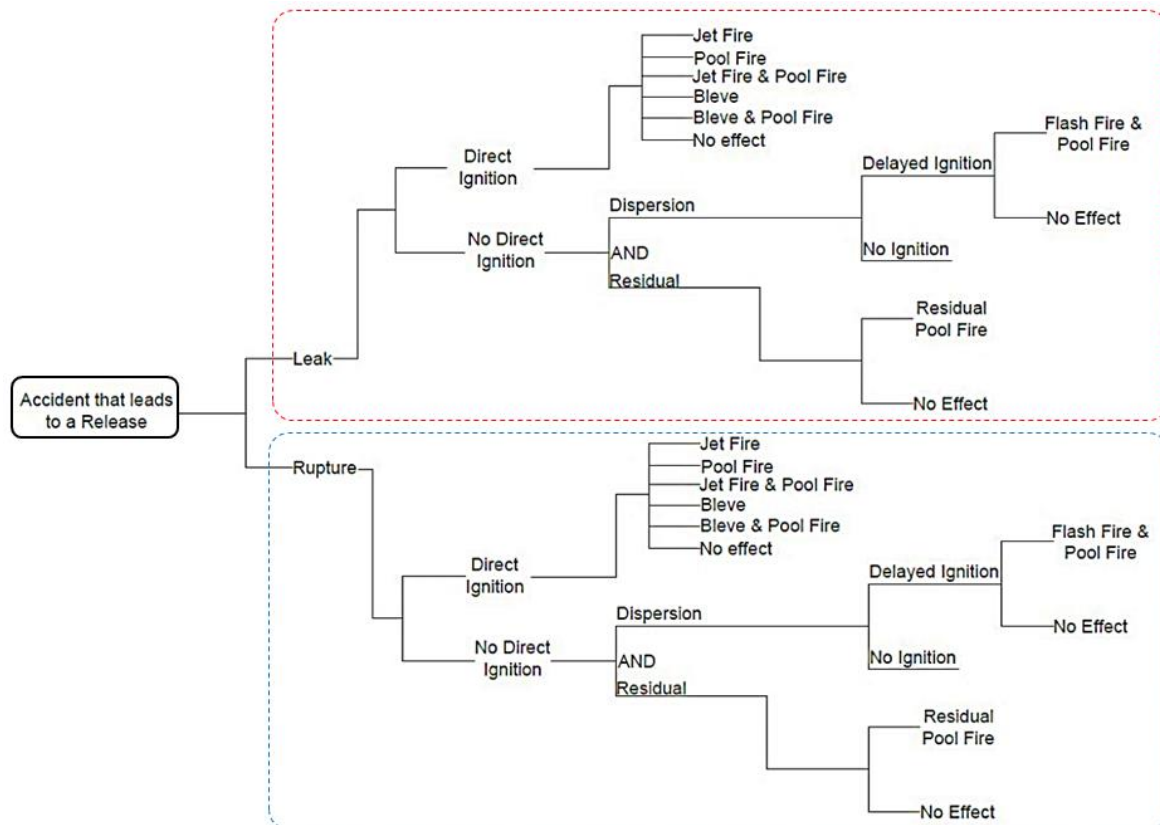 Accident that leads
to a Release
Leak
Direct
Ignition
Jet Fire
Pool Fire
Jet Fire & Pool Fire
Bleve
Bleve & Pool Fire
No effect
No Direct
Ignition
Dispersion
AND
Residual
Delayed Ignition
No Ignition
Flash Fire &
Pool Fire
No Effect
Residual
Pool Fire
No Effect
Rupture
Direct
Ignition
Jet Fire
Pool Fire
Jet Fire & Pool Fire
Bleve
Bleve & Pool Fire
No effect
No Direct
Ignition
Dispersion
AND
Residual
Delayed Ignition
No Ignition
Flash Fire &
Pool Fire
No Effect
Residual
Pool Fire
No Effect